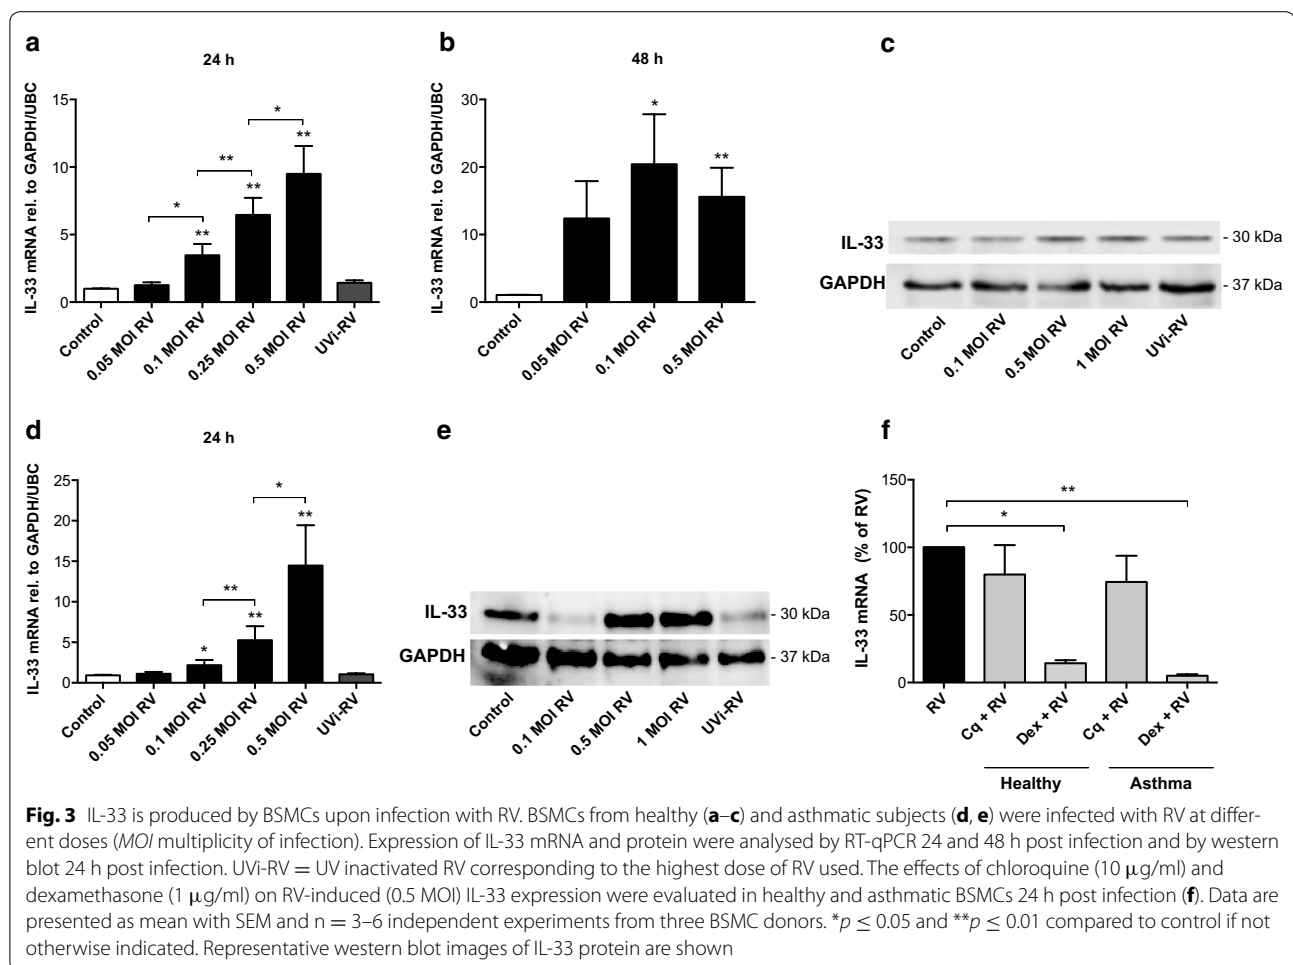 a
24 h
IL-33 mRNA rel. to GAPDH/UBC
15
10
5
0
*
**
*
**
**
*
**
Control
0.05 MOI RV
0.1 MOI RV
0.25 MOI RV
0.5 MOI RV
UVi-RV
b
48 h
IL-33 mRNA rel. to GAPDH/UBC
30
20
10
0
*
**
Control
0.05 MOI RV
0.1 MOI RV
0.5 MOI RV
c
IL-33
- 30 kDa
GAPDH
- 37 kDa
Control
0.1 MOI RV
0.5 MOI RV
1 MOI RV
UVi-RV
d
24 h
IL-33 mRNA rel. to GAPDH/UBC
25
20
15
10
5
0
*
**
**
*
**
Control
0.05 MOI RV
0.1 MOI RV
0.25 MOI RV
0.5 MOI RV
UVi-RV
e
IL-33
- 30 kDa
GAPDH
- 37 kDa
Control
0.1 MOI RV
0.5 MOI RV
1 MOI RV
UVi-RV
f
IL-33 mRNA (% of RV)
150
100
50
0
**
*
RV
Cq + RV
Dex + RV
Cq + RV
Dex + RV
Healthy
Asthma
Fig. 3 IL-33 is produced by BSMCs upon infection with RV. BSMCs from healthy (a–c) and asthmatic subjects (d, e) were infected with RV at differ-
ent doses (MOI multiplicity of infection). Expression of IL-33 mRNA and protein were analysed by RT-qPCR 24 and 48 h post infection and by western
blot 24 h post infection. UVi-RV = UV inactivated RV corresponding to the highest dose of RV used. The effects of chloroquine (10 μg/ml) and
dexamethasone (1 μg/ml) on RV-induced (0.5 MOI) IL-33 expression were evaluated in healthy and asthmatic BSMCs 24 h post infection (f). Data are
presented as mean with SEM and n = 3–6 independent experiments from three BSMC donors. *p ≤ 0.05 and **p ≤ 0.01 compared to control if not
otherwise indicated. Representative western blot images of IL-33 protein are shown